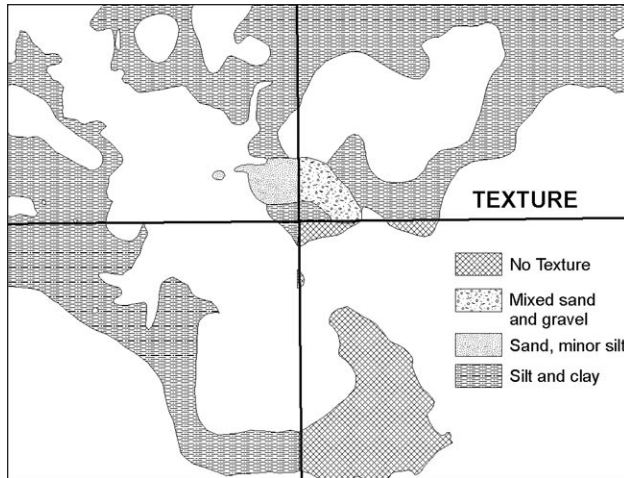 TEXTURE
No Texture
Mixed sand
and gravel
Sand, minor silt
Silt and clay